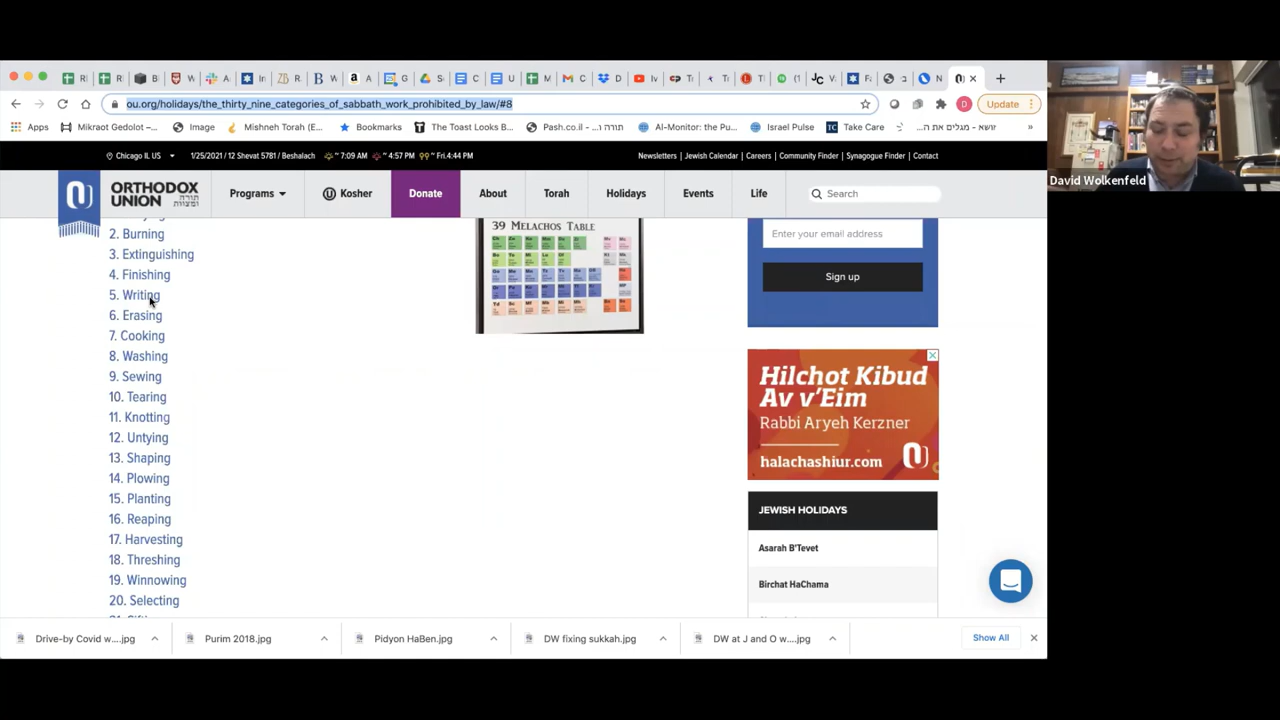 ou.org/holidays/the_thirty_nine_categories_of_sabbath_work_prohibited_by_law/#8
Update
Apps
Mikraot Gedolot –...
Image
Mishneh Torah (E...
Bookmarks
The Toast Looks B...
Pash.co.il – ...תורה ו
Al-Monitor: the Pu...
Israel Pulse
Take Care
נושא - מגלים את ה...
David Wolkenfeld
Chicago IL US
1/25/2021 / 12 Shevat 5781 / Beshalach
7:09 AM
4:57 PM
Fri.4:44 PM
Newsletters | Jewish Calendar | Careers | Community Finder | Synagogue Finder | Contact
ORTHODOX
UNION
תורה
ומצוות
Programs
Kosher
Donate
About
Torah
Holidays
Events
Life
Search
2. Burning
3. Extinguishing
4. Finishing
5. Writing
6. Erasing
7. Cooking
8. Washing
9. Sewing
10. Tearing
11. Knotting
12. Untying
13. Shaping
14. Plowing
15. Planting
16. Reaping
17. Harvesting
18. Threshing
19. Winnowing
20. Selecting
39 MELACHOS TABLE
Enter your email address
Sign up
Hilchot Kibud
Av v'Eim
Rabbi Aryeh Kerzner
halachashiur.com
JEWISH HOLIDAYS
Asarah B'Tevet
Birchat HaChama
Drive-by Covid w....jpg
Purim 2018.jpg
Pidyon HaBen.jpg
DW fixing sukkah.jpg
DW at J and O w....jpg
Show All